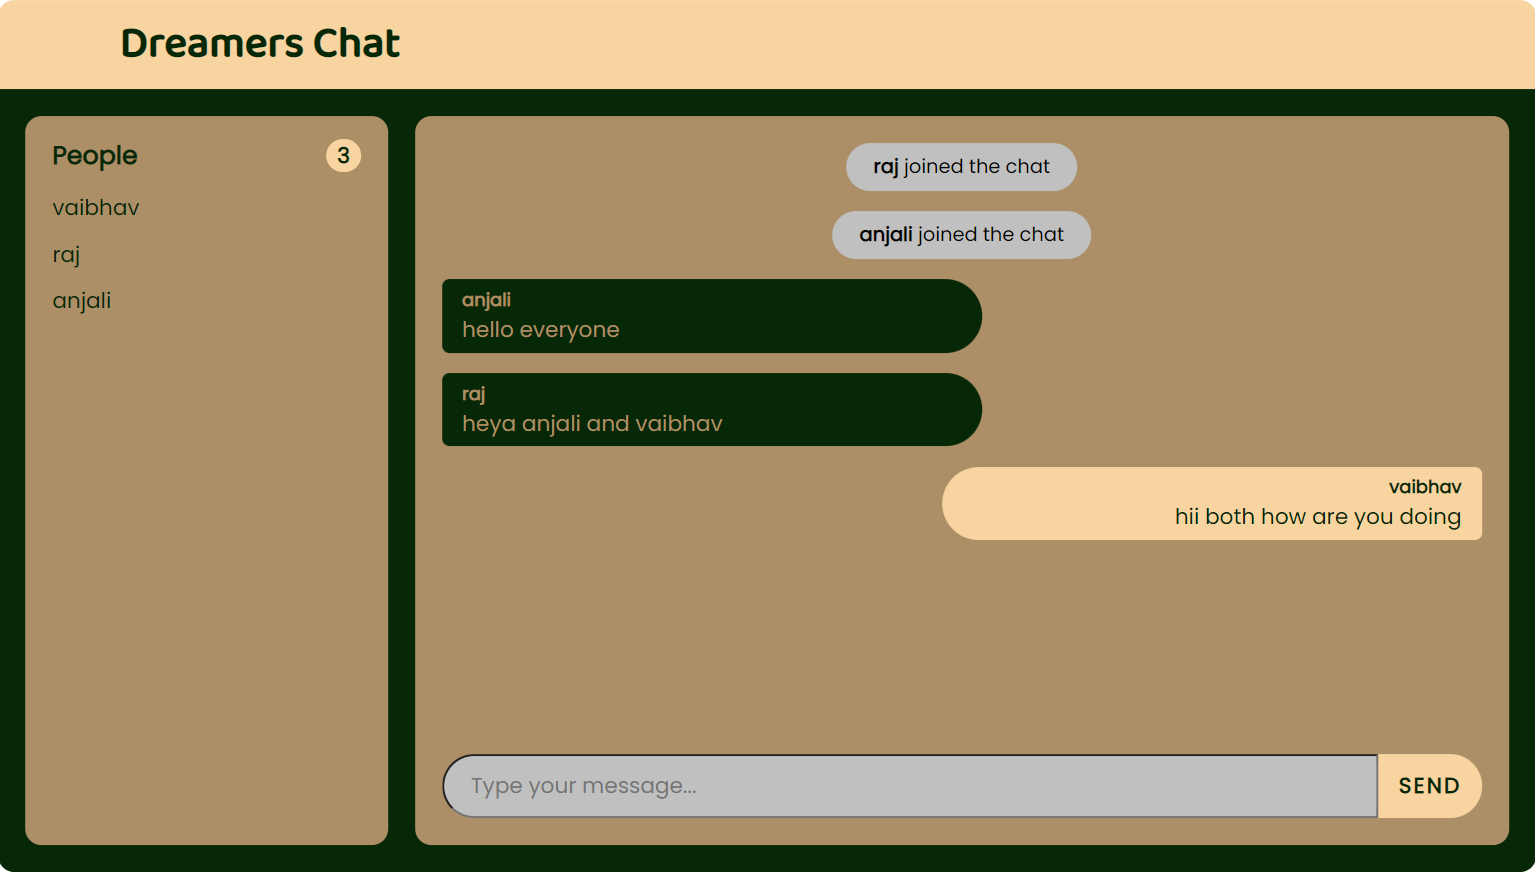 Dreamers Chat
People 3
vaibhav
raj
anjali
raj joined the chat
anjali joined the chat
anjali
hello everyone
raj
heya anjali and vaibhav
vaibhav
hii both how are you doing
Type your message... SEND